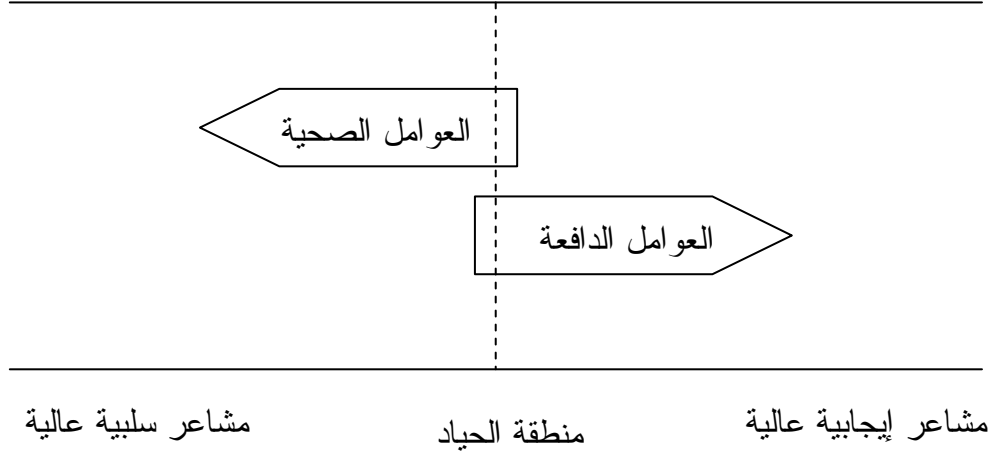 العوامل الصحية
العوامل الدافعة
مشاعر إيجابية عالية
منطقة الحياد
مشاعر سلبية عالية